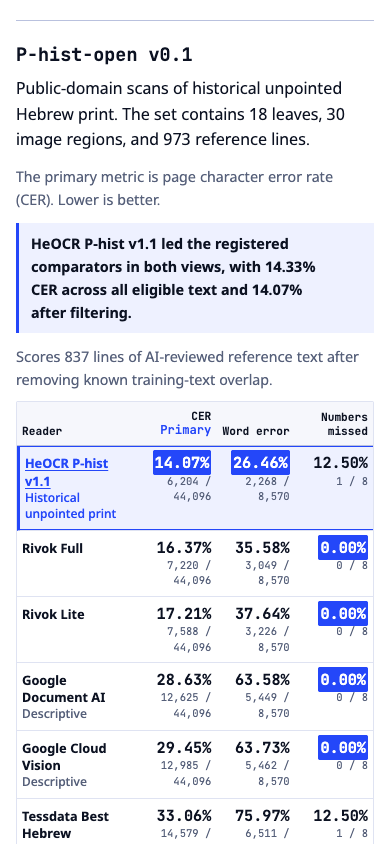 P-hist-open v0.1
Public-domain scans of historical unpointed
Hebrew print. The set contains 18 leaves, 30
image regions, and 973 reference lines.
The primary metric is page character error rate
(CER). Lower is better.
HeOCR P-hist v1.1 led the registered
comparators in both views, with 14.33%
CER across all eligible text and 14.07%
after filtering.
Scores 837 lines of AI-reviewed reference text after
removing known training-text overlap.
Reader
CER
Primary
Word error
Numbers
missed
HeOCR P-hist
v1.1
Historical
unpointed print
14.07%
6,204 /
44,096
26.46%
2,268 /
8,570
12.50%
1 / 8
Rivok Full
16.37%
7,220 /
44,096
35.58%
3,049 /
8,570
0.00%
0 / 8
Rivok Lite
17.21%
7,588 /
44,096
37.64%
3,226 /
8,570
0.00%
0 / 8
Google
Document AI
Descriptive
28.63%
12,625 /
44,096
63.58%
5,449 /
8,570
0.00%
0 / 8
Google Cloud
Vision
Descriptive
29.45%
12,985 /
44,096
63.73%
5,462 /
8,570
0.00%
0 / 8
Tessdata Best
Hebrew
33.06%
14,579 /
75.97%
6,511 /
12.50%
1 / 8